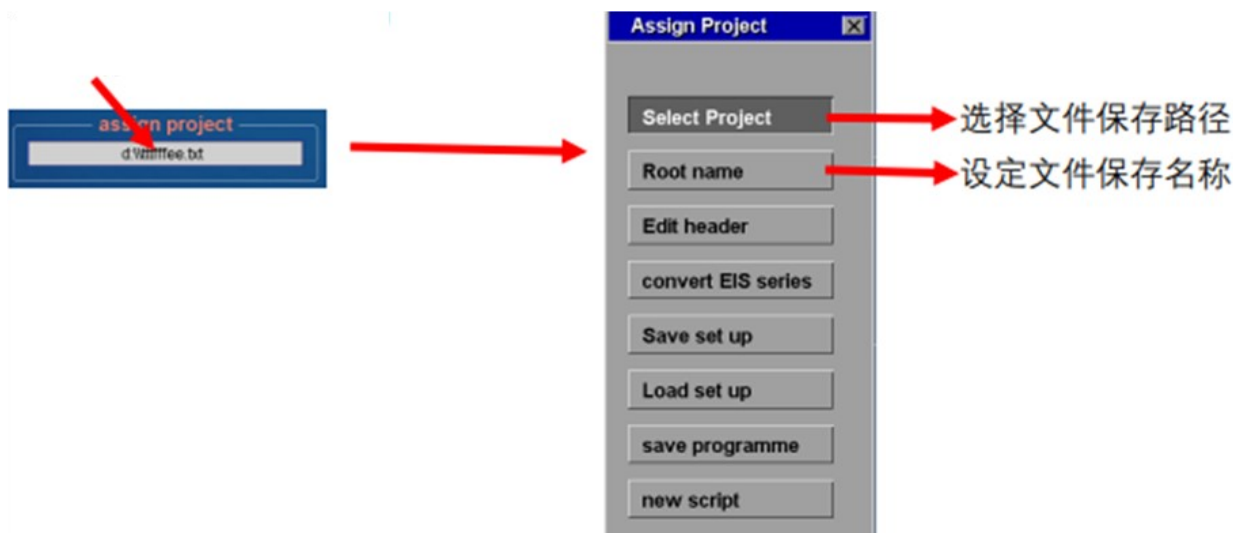 assign project
Assign Project
Select Project
选择文件保存路径
Root name
设定文件保存名称
Edit header
convert EIS series
Save set up
Load set up
save programme
new script